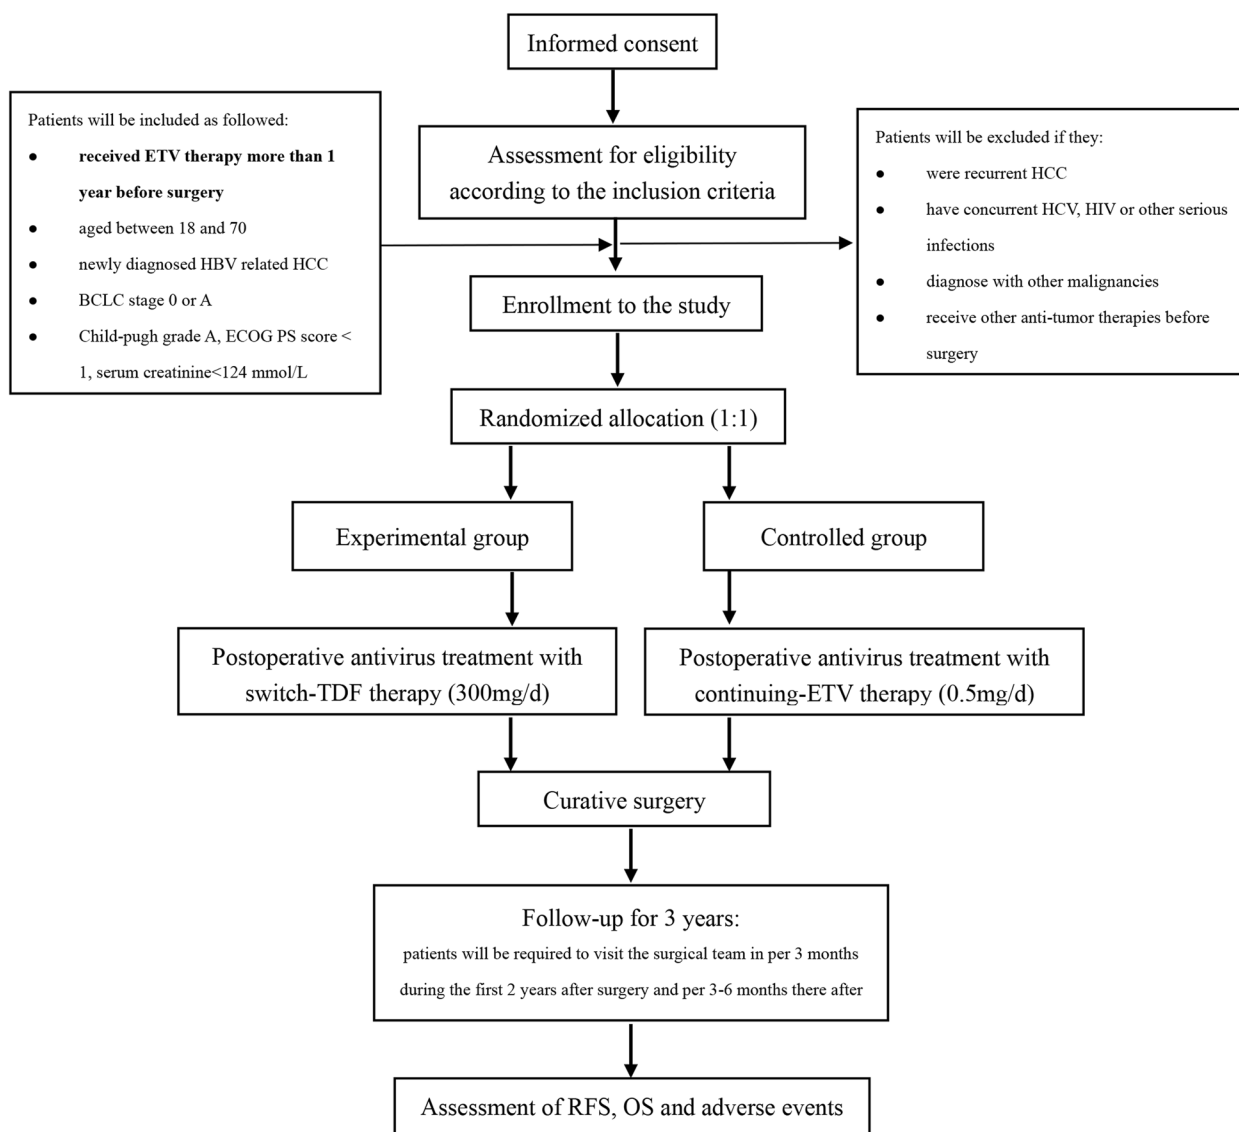 Informed consent
Patients will be included as followed:
● received ETV therapy more than 1
year before surgery
● aged between 18 and 70
● newly diagnosed HBV related HCC
● BCLC stage 0 or A
● Child-pugh grade A, ECOG PS score <
1, serum creatinine<124 mmol/L
Assessment for eligibility
according to the inclusion criteria
Patients will be excluded if they:
● were recurrent HCC
● have concurrent HCV, HIV or other serious
infections
● diagnose with other malignancies
● receive other anti-tumor therapies before
surgery
Enrollment to the study
Randomized allocation (1:1)
Experimental group
Controlled group
Postoperative antivirus treatment with
switch-TDF therapy (300mg/d)
Postoperative antivirus treatment with
continuing-ETV therapy (0.5mg/d)
Curative surgery
Follow-up for 3 years:
patients will be required to visit the surgical team in per 3 months
during the first 2 years after surgery and per 3-6 months there after
Assessment of RFS, OS and adverse events